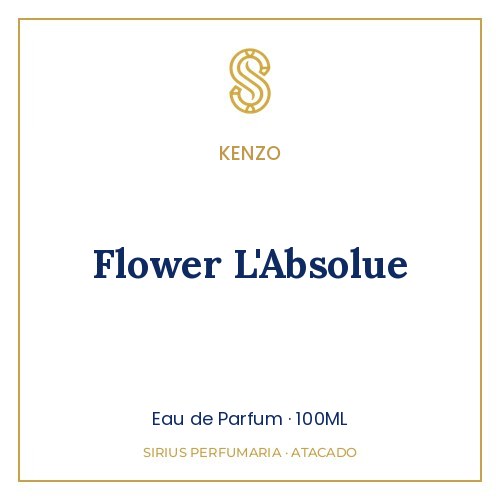 KENZO
Flower L'Absolue
Eau de Parfum · 100ML
SIRIUS PERFUMARIA · ATACADO